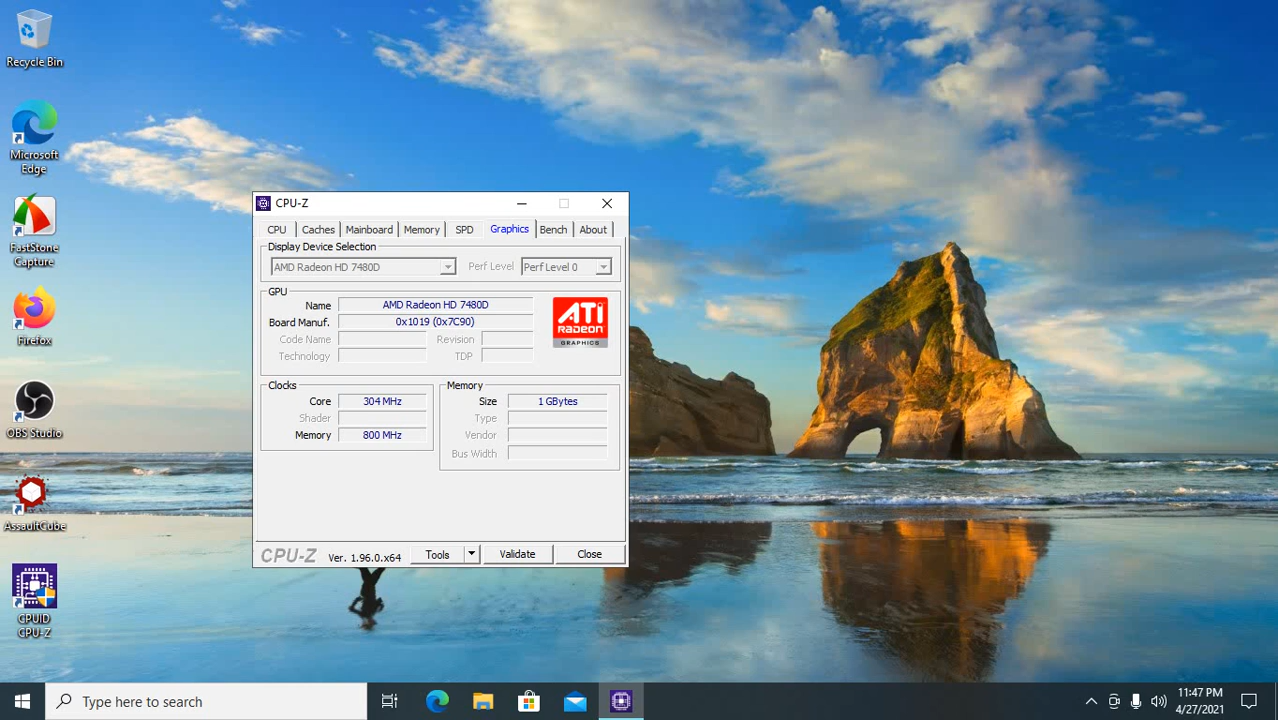 Recycle Bin
Microsoft
Edge
FastStone
Capture
Firefox
OBS Studio
AssaultCube
CPUID
CPU-Z
CPU-Z
CPU Caches Mainboard Memory SPD Graphics Bench About
Display Device Selection
AMD Radeon HD 7480D Perf Level Perf Level 0
GPU
Name AMD Radeon HD 7480D
Board Manuf. 0x1019 (0x7C90)
Code Name Revision
Technology TDP
ATI
RADEON
GRAPHICS
Clocks
Core 304 MHz
Shader
Memory 800 MHz
Memory
Size 1 GBytes
Type
Vendor
Bus Width
CPU-Z Ver. 1.96.0.x64 Tools Validate Close
Type here to search
11:47 PM
4/27/2021